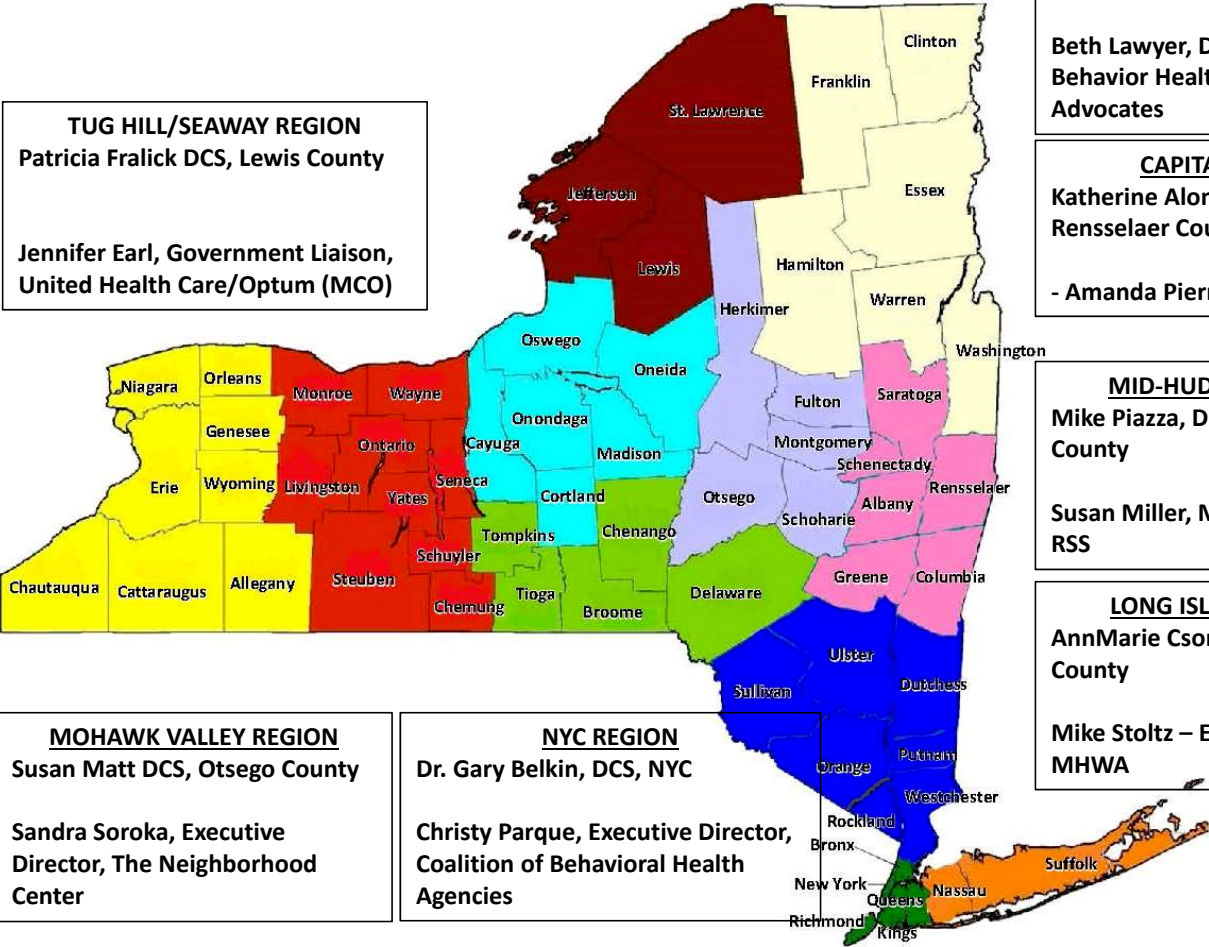 Beth Lawyer, D
Behavior Healt
Advocates
TUG HILL/SEAWAY REGION
Patricia Fralick DCS, Lewis County
Jennifer Earl, Government Liaison,
United Health Care/Optum (MCO)
CAPITA
Katherine Alon
Rensselaer Cou
- Amanda Pierr
MID-HUD
Mike Piazza, D
County
Susan Miller, M
RSS
LONG ISL
AnnMarie Cso
County
Mike Stoltz – E
MHWA
MOHAWK VALLEY REGION
Susan Matt DCS, Otsego County
Sandra Soroka, Executive
Director, The Neighborhood
Center
NYC REGION
Dr. Gary Belkin, DCS, NYC
Christy Parque, Executive Director,
Coalition of Behavioral Health
Agencies
Clinton
Franklin
St. Lawrence
Essex
Jefferson
Lewis
Hamilton
Herkimer
Warren
Washington
Oswego
Oneida
Niagara
Orleans
Monroe
Wayne
Fulton
Saratoga
Genesee
Onondaga
Ontario
Cayuga
Madison
Montgomery
Schenectady
Erie
Wyoming
Livingston
Yates
Seneca
Cortland
Otsego
Schoharie
Albany
Rensselaer
Tompkins
Chenango
Schuyler
Chautauqua
Cattaraugus
Allegany
Steuben
Chemung
Tioga
Broome
Delaware
Greene
Columbia
Ulster
Sullivan
Dutchess
Orange
Putnam
Westchester
Rockland
Bronx
New York
Queens
Richmond
Kings
Nassau
Suffolk